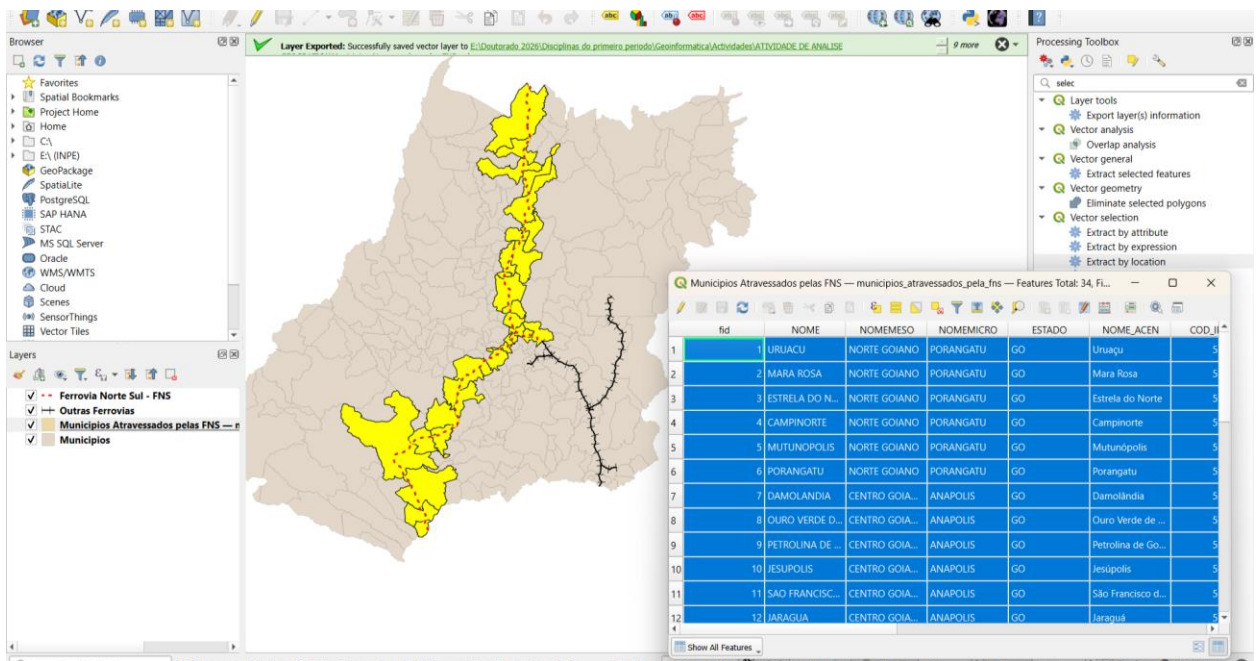 Browser
Favorites
Spatial Bookmarks
Project Home
Home
C:\
E:\ (INPE)
GeoPackage
SpatiaLite
PostgreSQL
SAP HANA
STAC
MS SQL Server
Oracle
WMS/WMTS
Cloud
Scenes
SensorThings
Vector Tiles
Layers
Ferrovia Norte Sul - FNS
Outras Ferrovias
Municipios Atravessados pelas FNS — m
Municipios
abc
ab
abc
Layer Exported: Successfully saved vector layer to E:\Doutorado 2026\Disciplinas do primeiro periodo\Geoinformatica\Actividades\ATIVIDADE DE ANALISE
9 more
Processing Toolbox
selec
Layer tools
Export layer(s) information
Vector analysis
Overlap analysis
Vector general
Extract selected features
Vector geometry
Eliminate selected polygons
Vector selection
Extract by attribute
Extract by expression
Extract by location
Municipios Atravessados pelas FNS — municipios_atravessados_pela_fns — Features Total: 34, Fi...
fid NOME NOMEMESO NOMEMICRO ESTADO NOME_ACEN
1 1 URUACU NORTE GOIANO PORANGATU GO Uruaçu 5
2 2 MARA ROSA NORTE GOIANO PORANGATU GO Mara Rosa 5
3 3 ESTRELA DO N... NORTE GOIANO PORANGATU GO Estrela do Norte 5
4 4 CAMPINORTE NORTE GOIANO PORANGATU GO Campinorte 5
5 5 MUTUNOPOLIS NORTE GOIANO PORANGATU GO Mutunópolis 5
6 6 PORANGATU NORTE GOIANO PORANGATU GO Porangatu 5
7 7 DAMOLANDIA CENTRO GOIA... ANAPOLIS GO Damolândia 5
8 8 OURO VERDE D... CENTRO GOIA... ANAPOLIS GO Ouro Verde de ... 5
9 9 PETROLINA DE ... CENTRO GOIA... ANAPOLIS GO Petrolina de Go... 5
10 10 JESUPOLIS CENTRO GOIA... ANAPOLIS GO Jesúpolis 5
11 11 SAO FRANCISC... CENTRO GOIA... ANAPOLIS GO São Francisco d... 5
12 12 JARAGUA CENTRO GOIA... ANAPOLIS GO Jaraguá 5
Show All Features